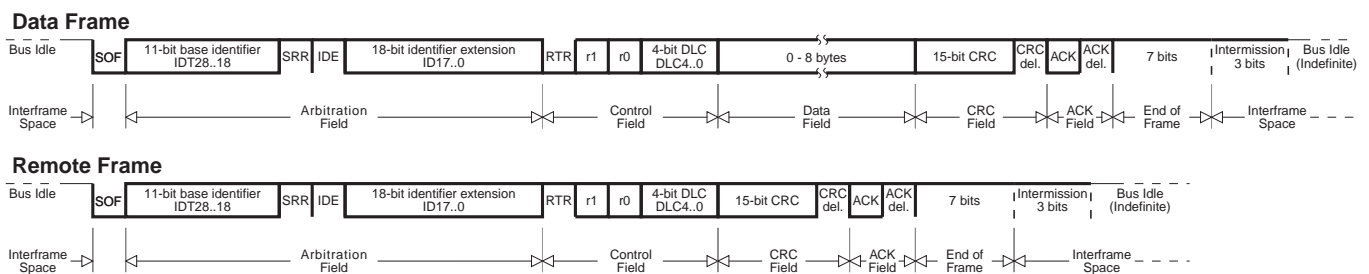 Data Frame
Bus Idle
SOF
11-bit base identifier
IDT28..18
SRR
IDE
18-bit identifier extension
ID17..0
RTR
r1
r0
4-bit DLC
DLC4..0
0 - 8 bytes
15-bit CRC
CRC
del.
ACK
ACK
del.
7 bits
Intermission
3 bits
Bus Idle
(Indefinite)
Interframe
Space
Arbitration
Field
Control
Field
Data
Field
CRC
Field
ACK
Field
End of
Frame
Interframe
Space
Remote Frame
Bus Idle
SOF
11-bit base identifier
IDT28..18
SRR
IDE
18-bit identifier extension
ID17..0
RTR
r1
r0
4-bit DLC
DLC4..0
15-bit CRC
CRC
del.
ACK
ACK
del.
7 bits
Intermission
3 bits
Bus Idle
(Indefinite)
Interframe
Space
Arbitration
Field
Control
Field
CRC
Field
ACK
Field
End of
Frame
Interframe
Space